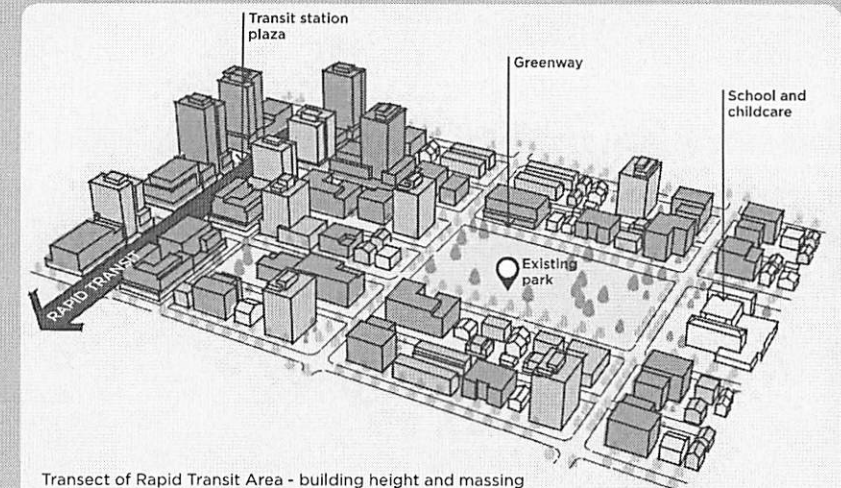 Transit station
plaza
Greenway
School and
childcare
Existing
park
RAPID TRANSIT
Transect of Rapid Transit Area - building height and massing